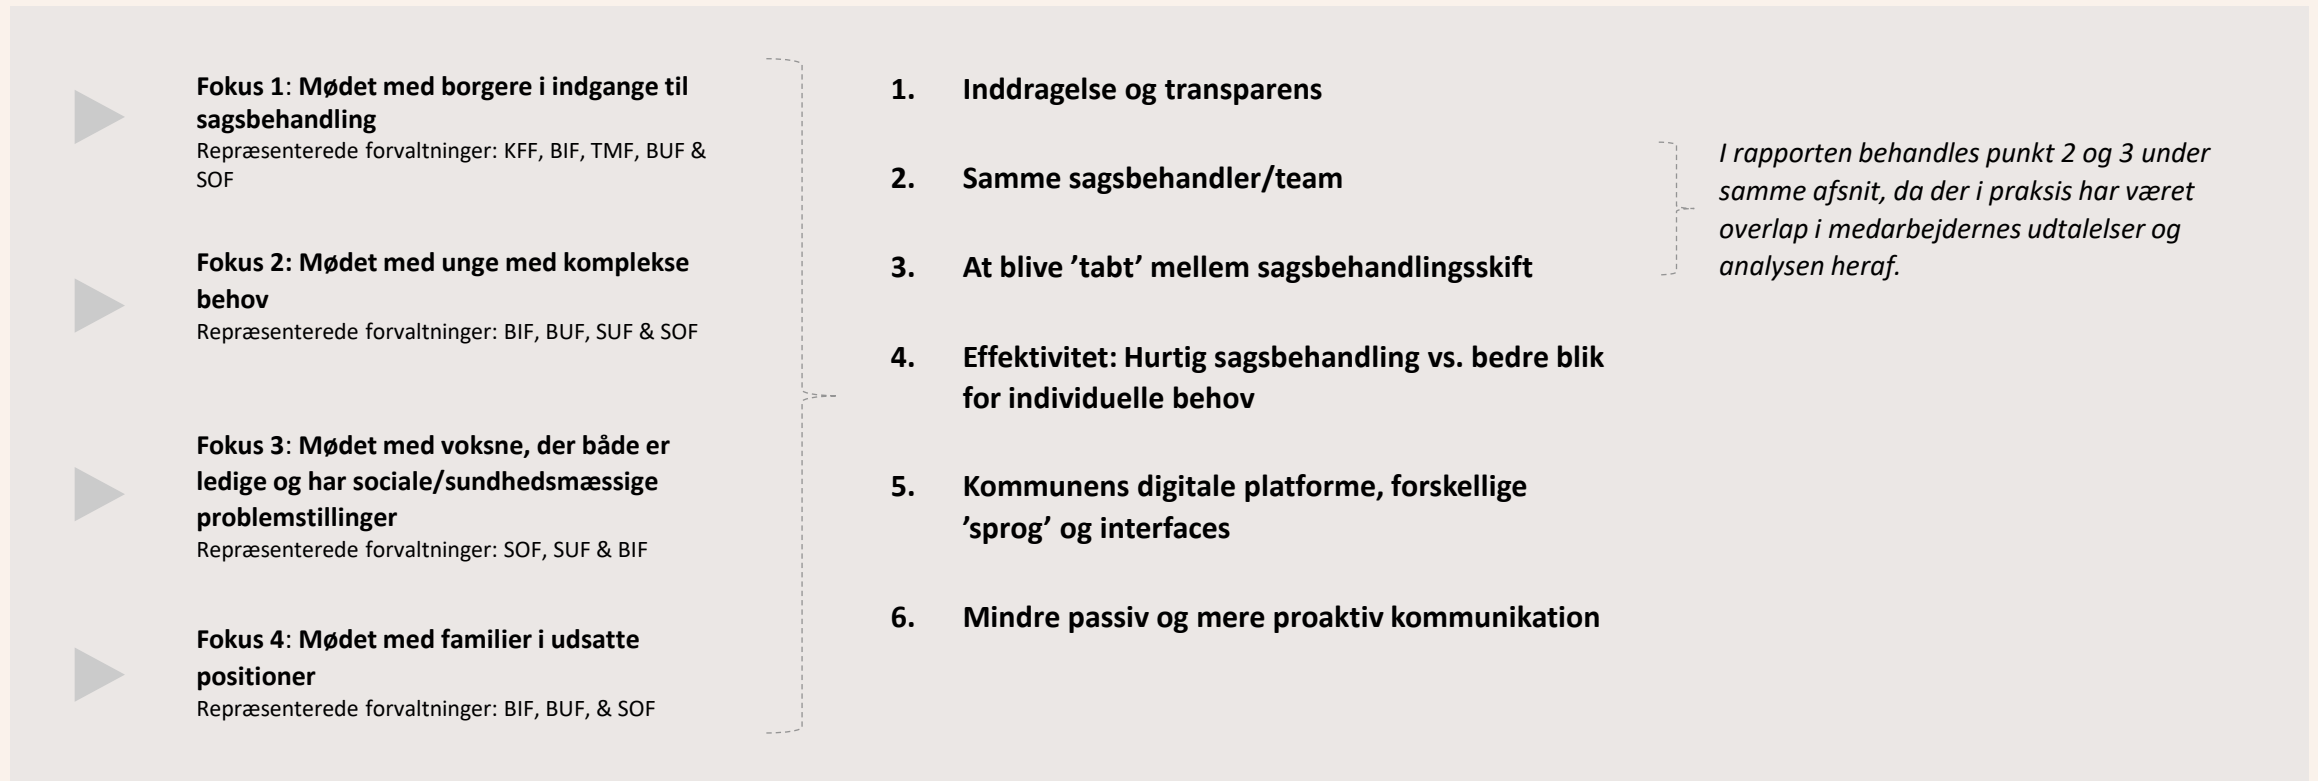 Fokus 1: Mødet med borgere i indgange til
sagsbehandling
Repræsenterede forvaltninger: KFF, BIF, TMF, BUF &
SOF
Fokus 2: Mødet med unge med komplekse
behov
Repræsenterede forvaltninger: BIF, BUF, SUF & SOF
Fokus 3: Mødet med voksne, der både er
ledige og har sociale/sundhedsmæssige
problemstillinger
Repræsenterede forvaltninger: SOF, SUF & BIF
Fokus 4: Mødet med familier i udsatte
positioner
Repræsenterede forvaltninger: BIF, BUF, & SOF
1. Inddragelse og transparens
2. Samme sagsbehandler/team
3. At blive ’tabt’ mellem sagsbehandlingsskift
4. Effektivitet: Hurtig sagsbehandling vs. bedre blik
for individuelle behov
5. Kommunens digitale platforme, forskellige
’sprog’ og interfaces
6. Mindre passiv og mere proaktiv kommunikation
I rapporten behandles punkt 2 og 3 under
samme afsnit, da der i praksis har været
overlap i medarbejdernes udtalelser og
analysen heraf.